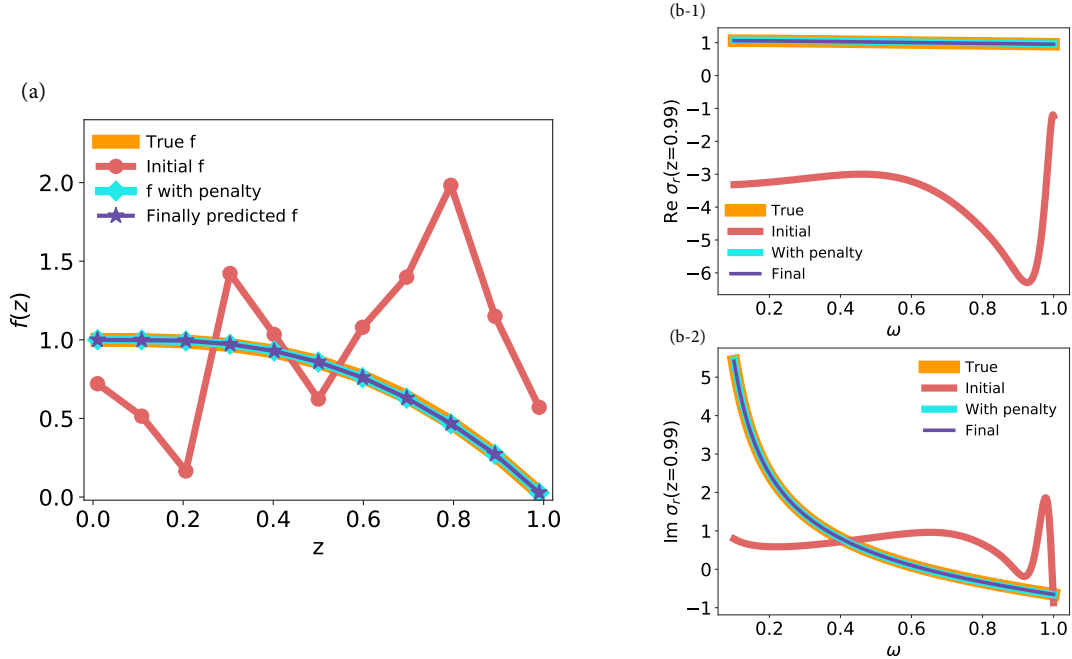 (a)
True f
Initial f
f with penalty
Finally predicted f
f(z)
2.0
1.5
1.0
0.5
0.0
0.0 0.2 0.4 0.6 0.8 1.0
z
(b-1)
Re σr(z=0.99)
1
0
−1
−2
−3
−4
−5
−6
True
Initial
With penalty
Final
0.2 0.4 0.6 0.8 1.0
ω
(b-2)
Im σr(z=0.99)
5
4
3
2
1
0
−1
True
Initial
With penalty
Final
0.2 0.4 0.6 0.8 1.0
ω